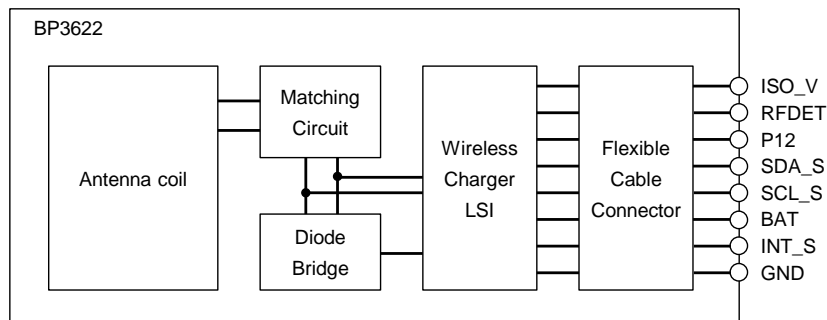 BP3622
Antenna coil
Matching
Circuit
Diode
Bridge
Wireless
Charger
LSI
Flexible
Cable
Connector
ISO_V
RFDET
P12
SDA_S
SCL_S
BAT
INT_S
GND